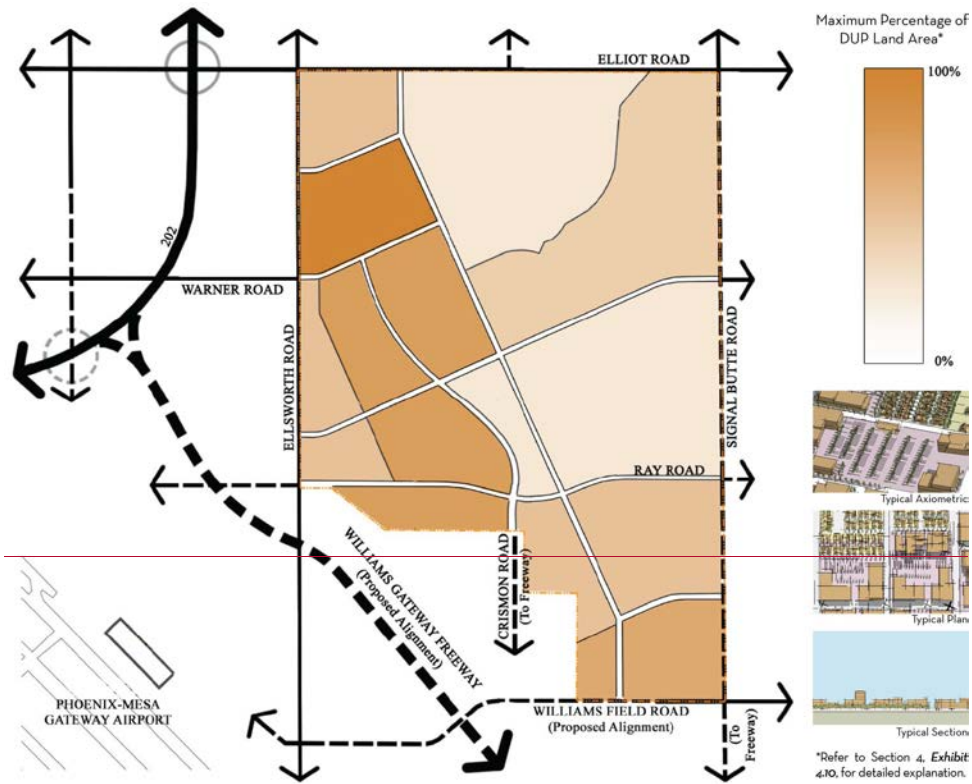 Maximum Percentage of
DUP Land Area*
100%
0%
ELLIOT ROAD
202
WARNER ROAD
ELLSWORTH ROAD
SIGNAL BUTTE ROAD
RAY ROAD
CRISMON ROAD
(To Freeway)
WILLIAMS GATEWAY FREEWAY
(Proposed Alignment)
PHOENIX-MESA
GATEWAY AIRPORT
WILLIAMS FIELD ROAD
(Proposed Alignment)
(To
Freeway)
Typical Axiometric
Typical Plan
Typical Section
*Refer to Section 4, Exhibit
4.10, for detailed explanation.